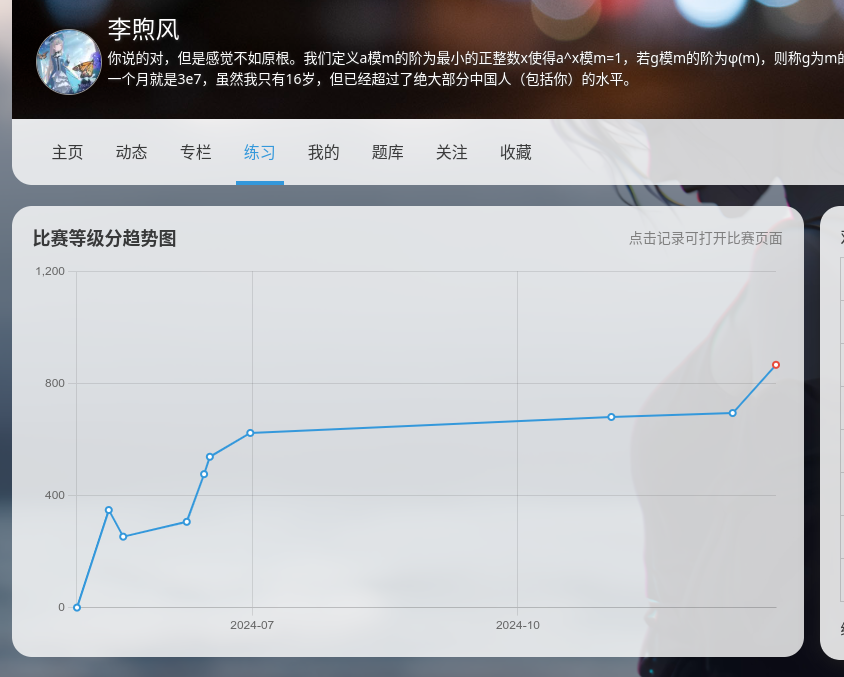 李煦风
你说的对，但是感觉不如原根。我们定义a模m的阶为最小的正整数x使得a^x模m=1，若g模m的阶为φ(m)，则称g为m的
一个月就是3e7，虽然我只有16岁，但已经超过了绝大部分中国人（包括你）的水平。
主页 动态 专栏 练习 我的 题库 关注 收藏
比赛等级分趋势图 点击记录可打开比赛页面
1,200
800
400
0
2024-07 2024-10